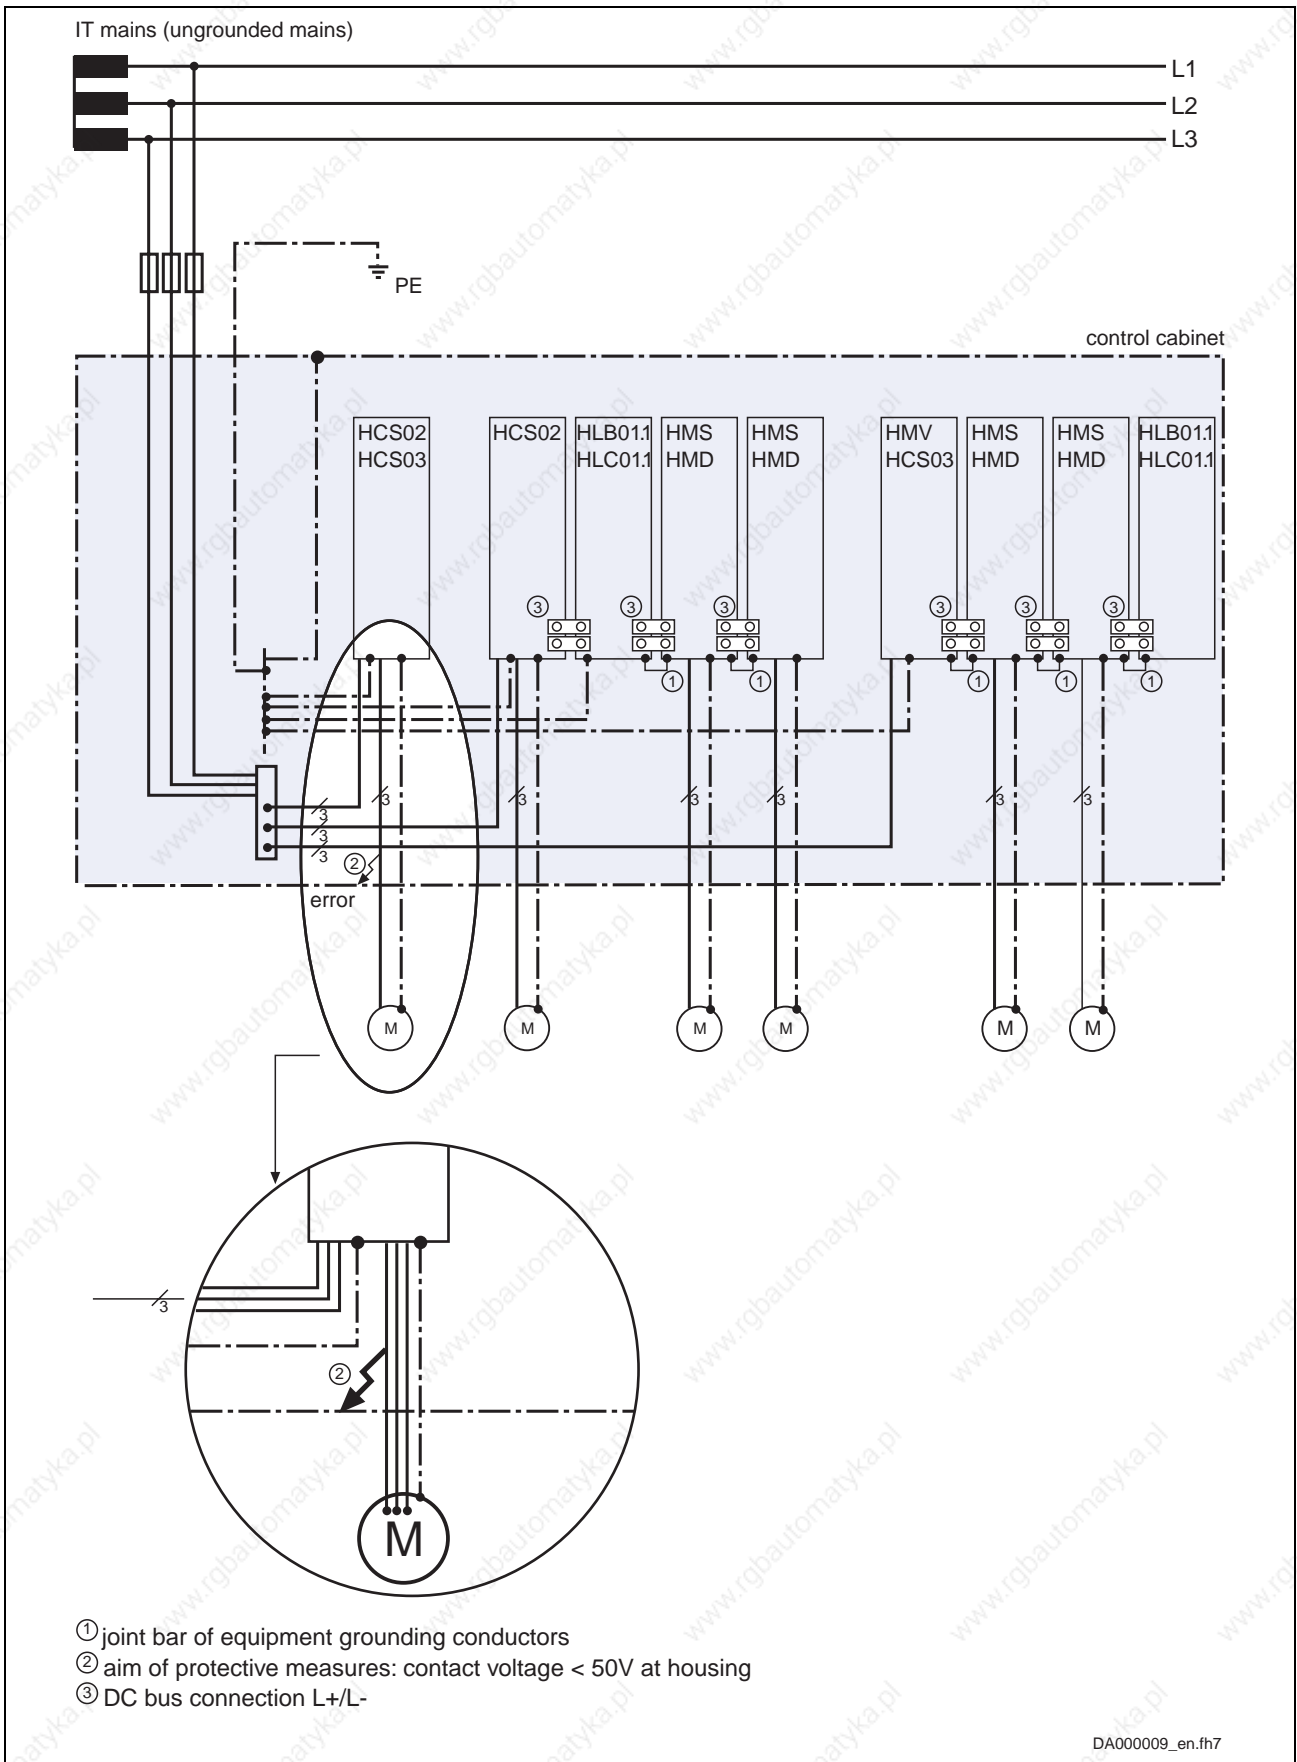 IT mains (ungrounded mains)
L1
L2
L3
PE
control cabinet
HCS02
HCS03
HCS02
HLB01.1
HLC01.1
HMS
HMD
HMS
HMD
HMV
HCS03
HMS
HMD
HMS
HMD
HLB01.1
HLC01.1
3 3 3 3 3 3
1 1 1 1 1
3 3 3 3 3 3
3
3
3
2
error
M M M M M M
3
2
M
1 joint bar of equipment grounding conductors
2 aim of protective measures: contact voltage < 50V at housing
3 DC bus connection L+/L-
DA000009_en.fh7
www.rgbautomatyka.pl